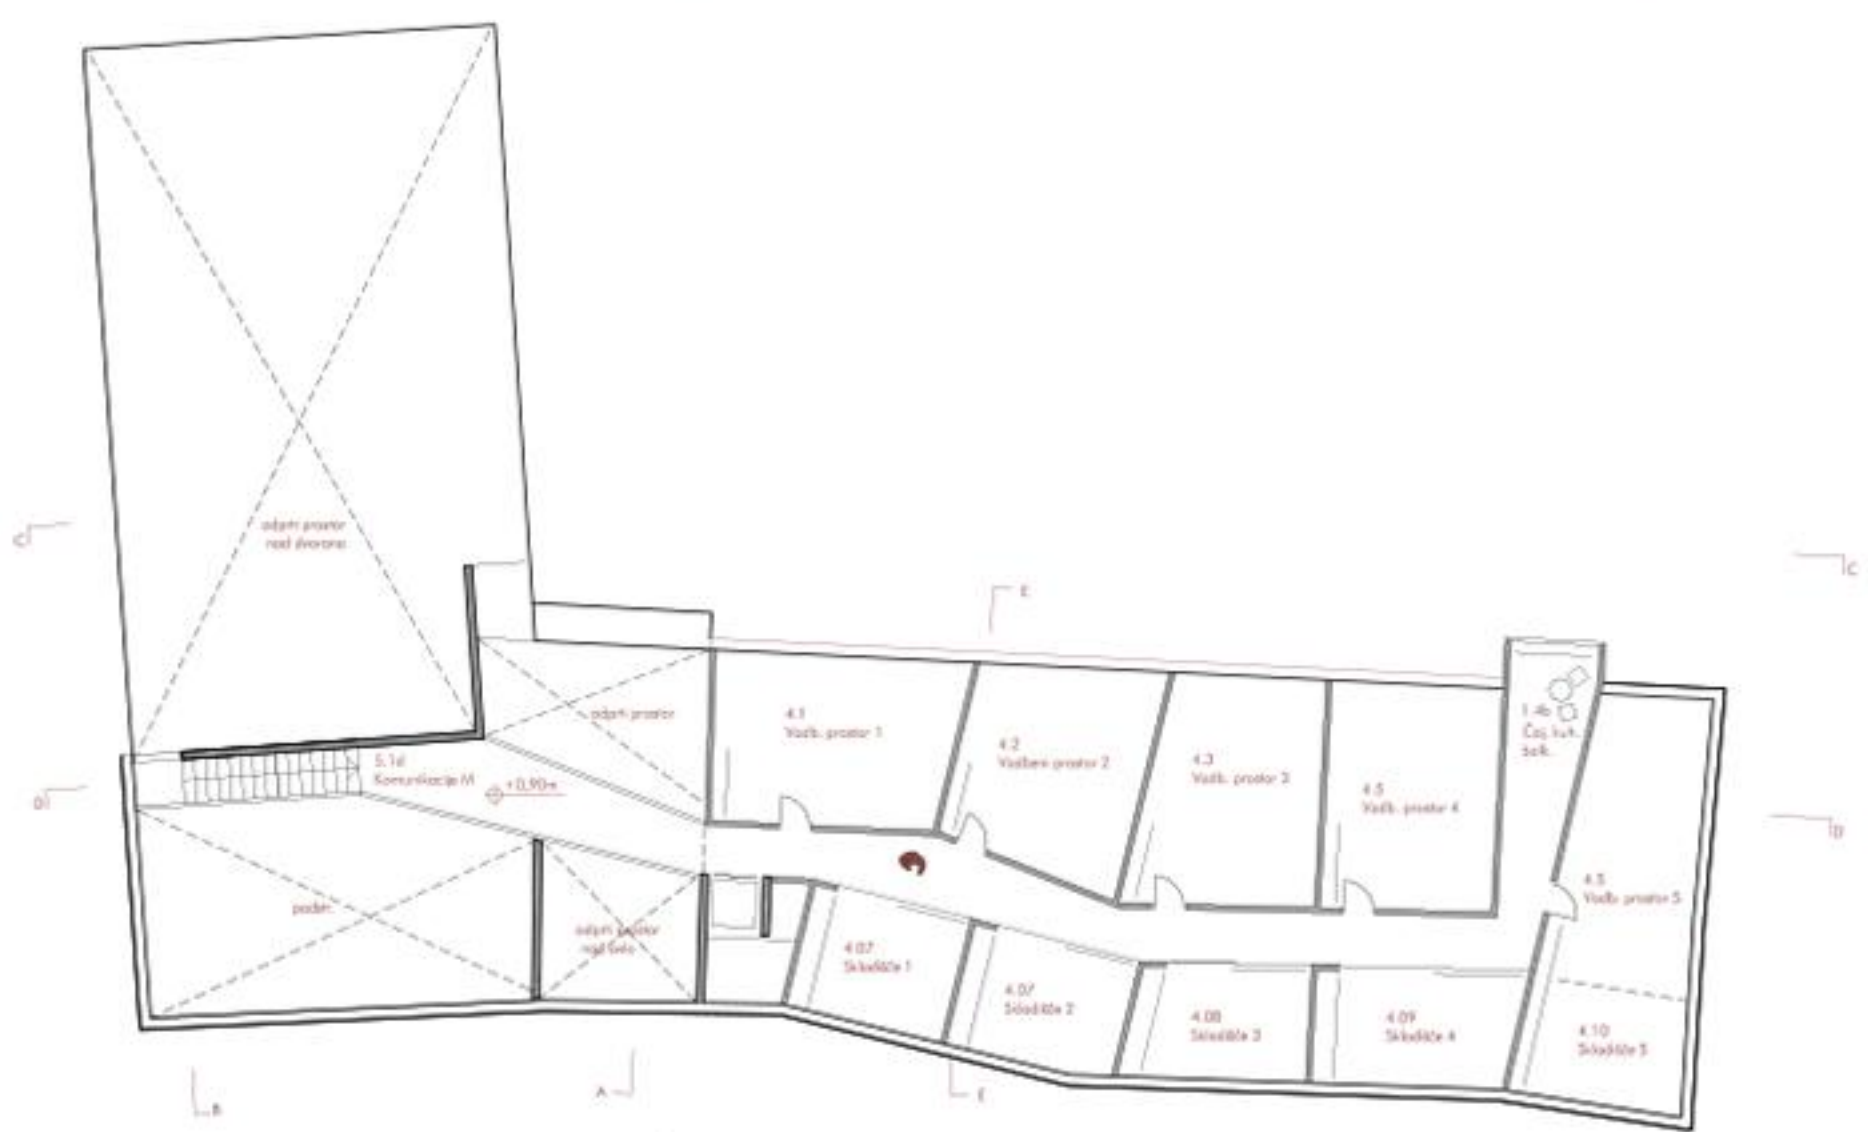 odprti prostor
nad dvorano
C
C
E
odprti prostor
4.1
Vadb. prostor 1
4.2
Vadbeni prostor 2
4.3
Vadb. prostor 3
4.5
Vadb. prostor 4
1.4b
Čaj. kuh.
balk.
5.1d
Komunikacije M
+0,90m
D
D
4.5
Vadb. prostor 5
podstr.
odprti prostor
nad
4.07
Skladišče 1
4.07
Skladišče 2
4.08
Skladišče 3
4.09
Skladišče 4
4.10
Skladišče 5
B
A
E